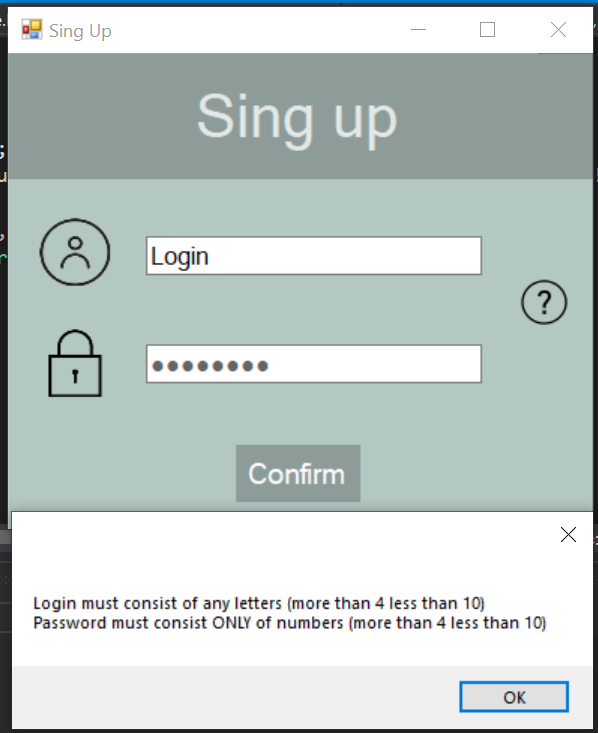 Sing Up
Sing up
Login
?
Confirm
Login must consist of any letters (more than 4 less than 10)
Password must consist ONLY of numbers (more than 4 less than 10)
OK